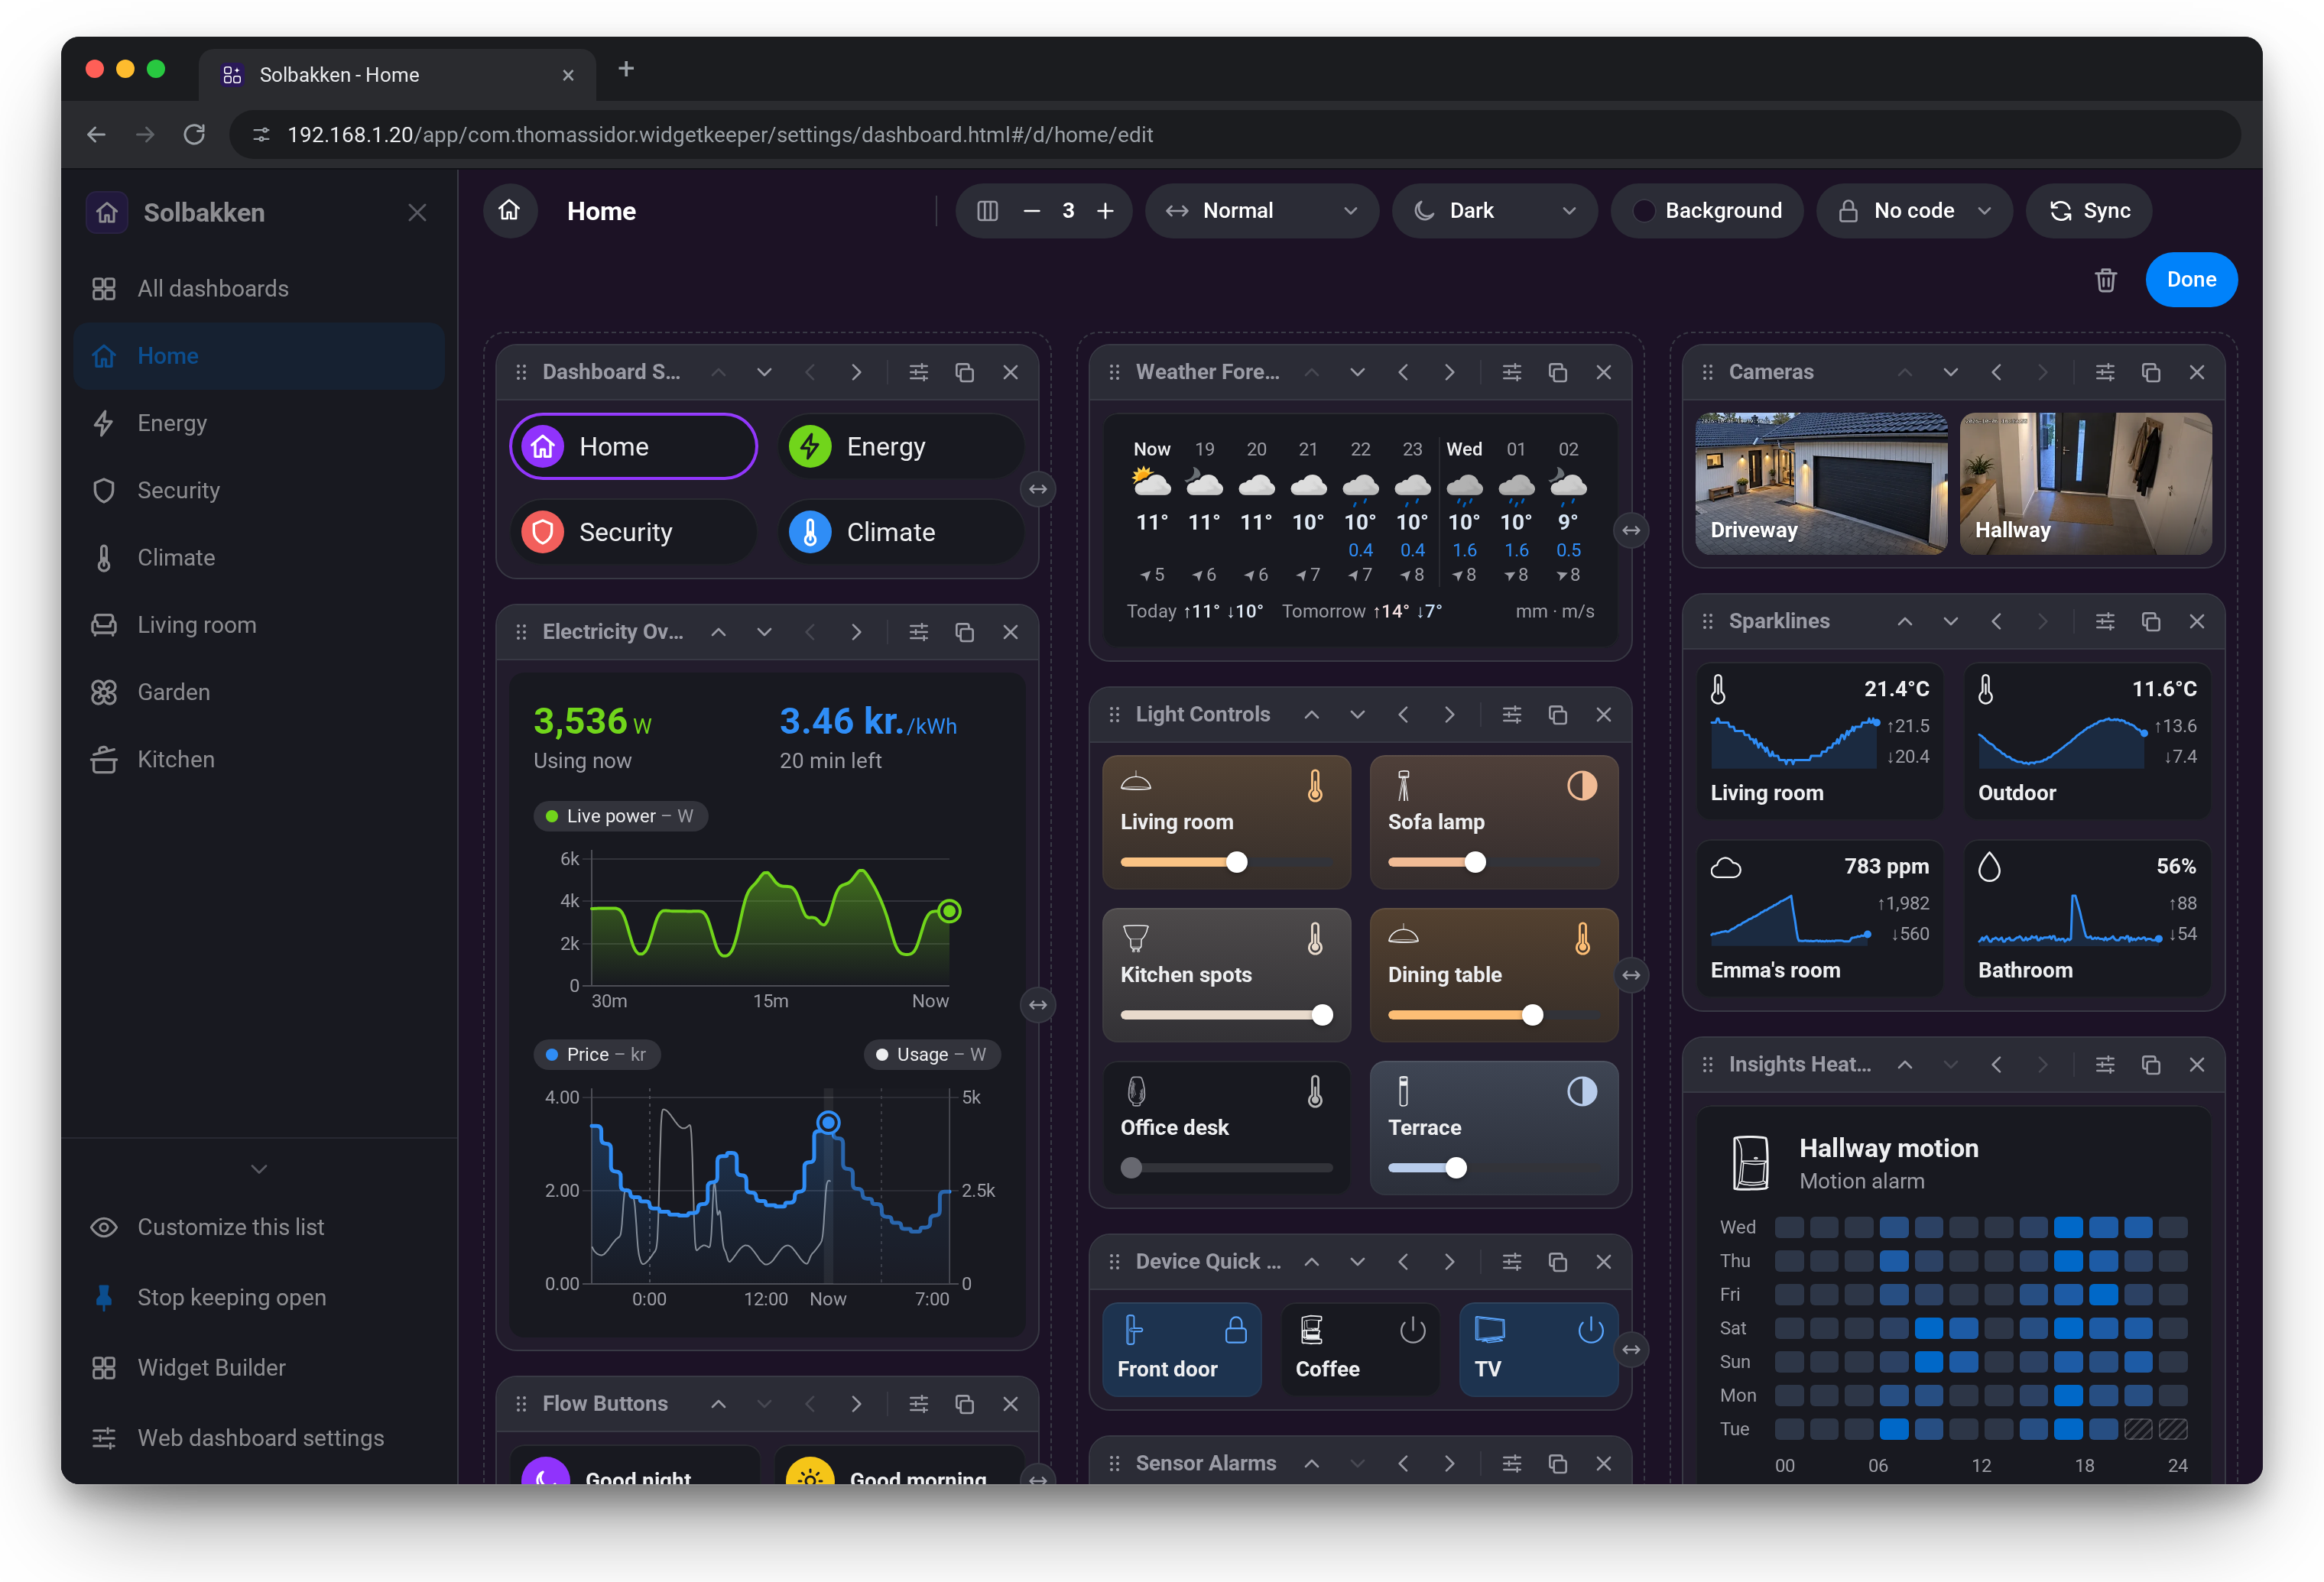 Solbakken - Home
192.168.1.20/app/com.thomassidor.widgetkeeper/settings/dashboard.html#/d/home/edit
Solbakken
All dashboards
Home
Energy
Security
Climate
Living room
Garden
Kitchen
Customize this list
Stop keeping open
Widget Builder
Web dashboard settings
Home
3
Normal
Dark
Background
No code
Sync
Done
Dashboard S...
Home
Energy
Security
Climate
Electricity Ov...
3,536 W
3.46 kr./kWh
Using now
20 min left
Live power – W
6k
4k
2k
0
30m 15m Now
Price – kr
Usage – W
4.00 5k
2.00 2.5k
0.00 0
0:00 12:00 Now 7:00
Flow Buttons
Good night
Good morning
Weather Fore...
Now 19 20 21 22 23 Wed 01 02
11° 11° 11° 10° 10° 10° 10° 10° 9°
0.4 0.4 1.6 1.6 0.5
5 6 6 7 7 8 8 8 8
Today ↑11° ↓10° Tomorrow ↑14° ↓7° mm · m/s
Light Controls
Living room
Sofa lamp
Kitchen spots
Dining table
Office desk
Terrace
Device Quick ...
Front door
Coffee
TV
Sensor Alarms
Cameras
Driveway
Hallway
Sparklines
21.4°C
↑21.5
↓20.4
Living room
11.6°C
↑13.6
↓7.4
Outdoor
783 ppm
↑1,982
↓560
Emma's room
56%
↑88
↓54
Bathroom
Insights Heat...
Hallway motion
Motion alarm
Wed
Thu
Fri
Sat
Sun
Mon
Tue
00 06 12 18 24